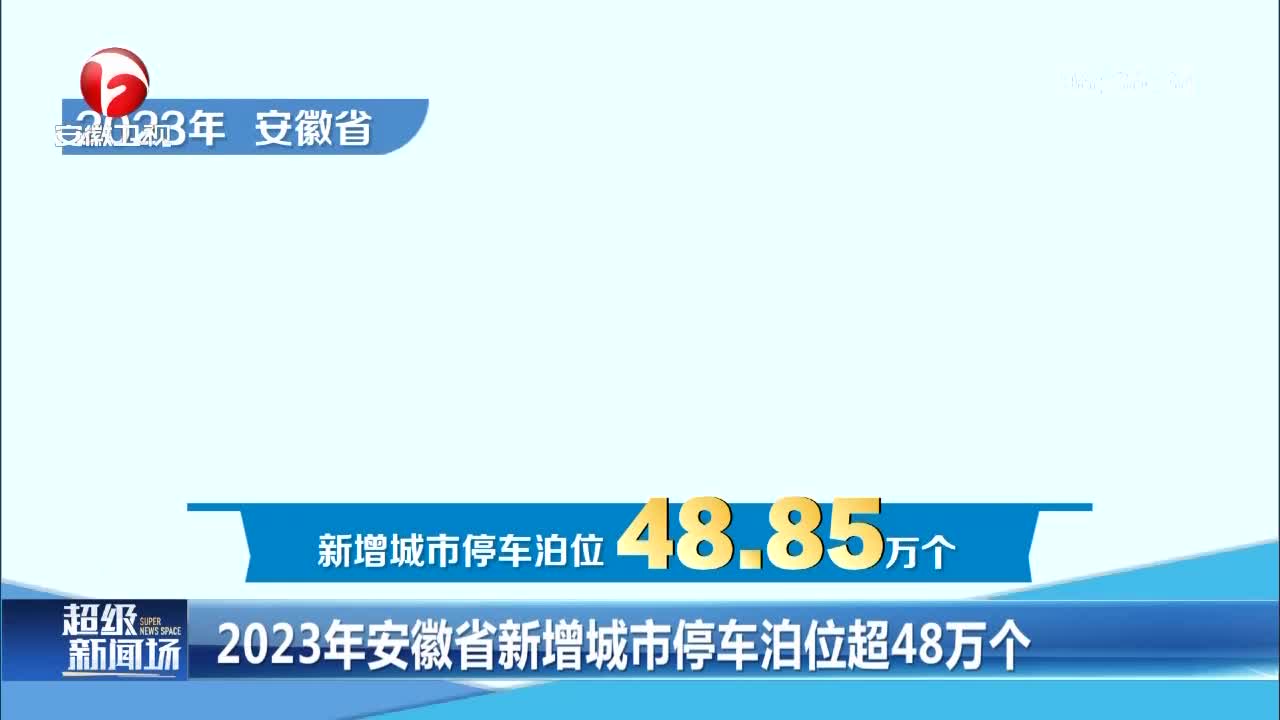 2023年 安徽省
安徽卫视
新增城市停车泊位 48.85万个
超级新闻场
SUPER NEWS SPACE
2023年安徽省新增城市停车泊位超48万个